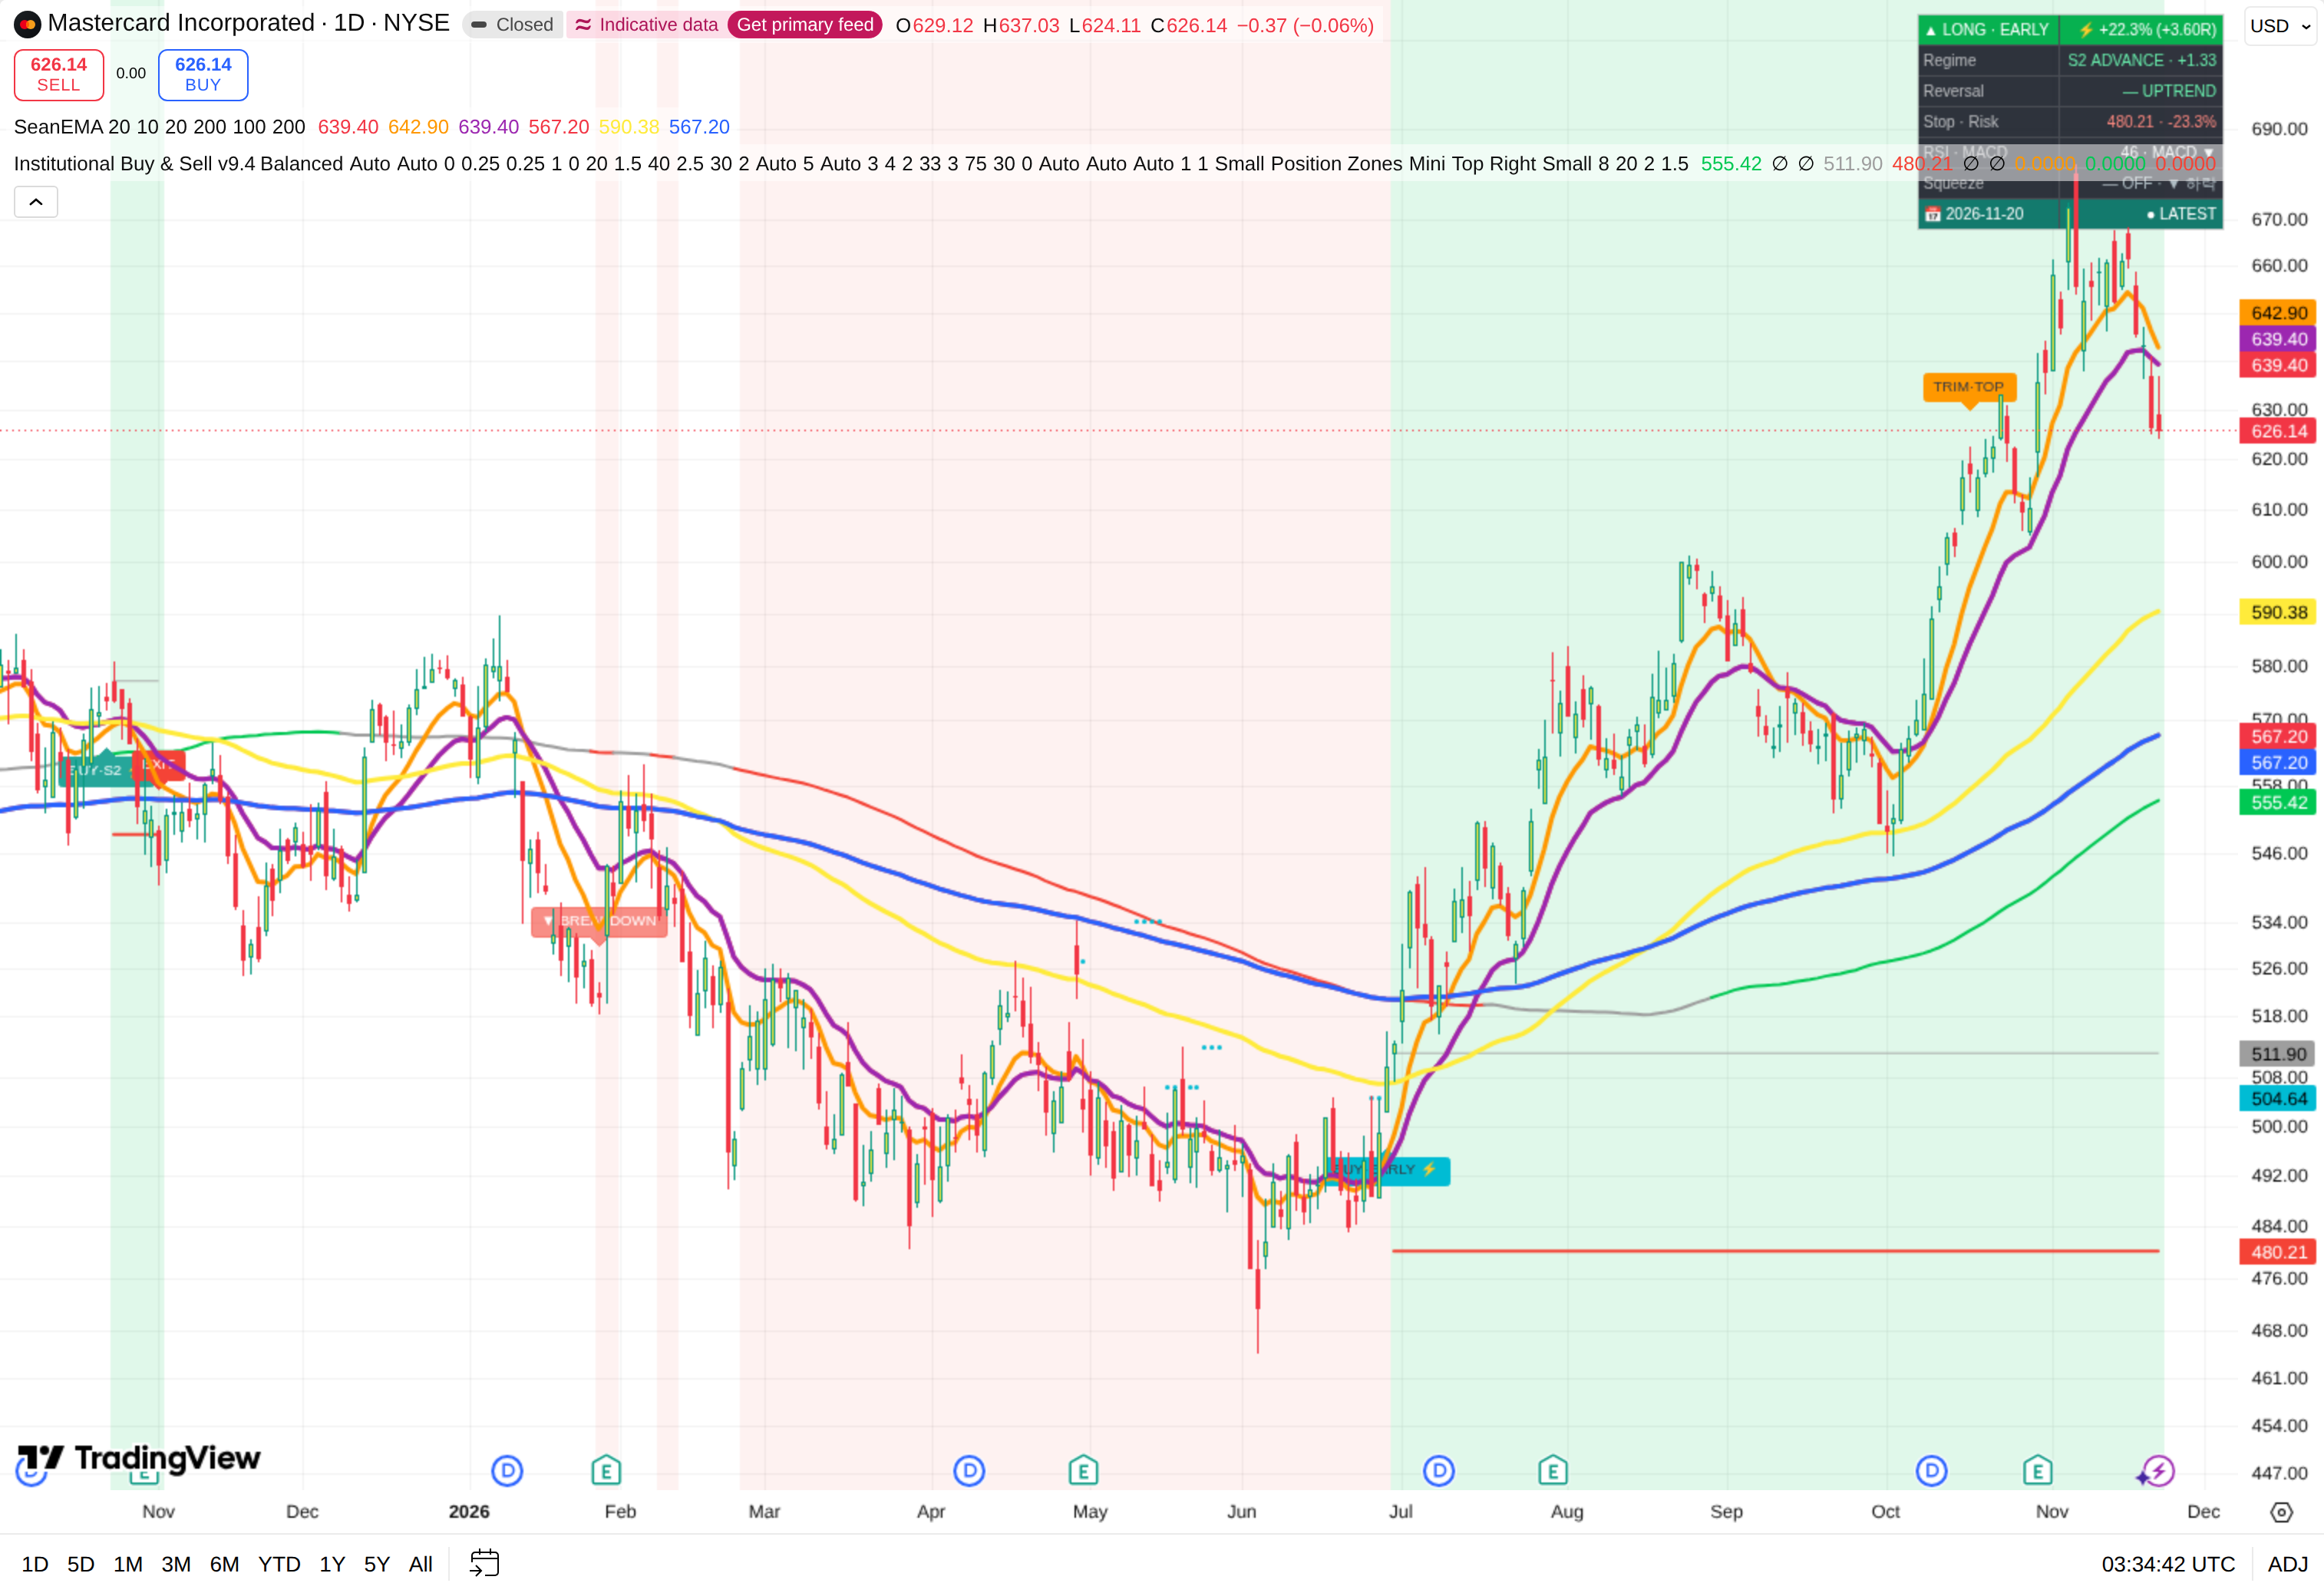 Mastercard Incorporated · 1D · NYSE Closed Indicative data Get primary feed O629.12 H637.03 L624.11 C626.14 −0.37 (−0.06%)
626.14 SELL 0.00 626.14 BUY
SeanEMA 20 10 20 200 100 200 639.40 642.90 639.40 567.20 590.38 567.20
Institutional Buy & Sell v9.4 Balanced Auto Auto 0 0.25 0.25 1 0 20 1.5 40 2.5 30 2 Auto 5 Auto 3 4 2 33 3 75 30 0 Auto Auto Auto 1 1 Small Position Zones Mini Top Right Small 8 20 2 1.5 555.42 ∅ ∅ 511.90 480.21 ∅ ∅ 0.0000 0.0000 0.0000
▲ LONG · EARLY ⚡ +22.3% (+3.60R)
Regime S2 ADVANCE · +1.33
Reversal — UPTREND
Stop · Risk 480.21 · -23.3%
RSI · MACD 46 · MACD ▼
Squeeze — OFF · ▼ 하락
📅 2026-11-20 ● LATEST
USD
690.00
670.00
660.00
642.90
639.40
639.40
630.00
626.14
620.00
610.00
600.00
590.38
580.00
570.00
567.20
567.20
558.00
555.42
546.00
534.00
526.00
518.00
511.90
508.00
504.64
500.00
492.00
484.00
480.21
476.00
468.00
461.00
454.00
447.00
TRIM-TOP
TradingView
D E D E D E D E
Nov Dec 2026 Feb Mar Apr May Jun Jul Aug Sep Oct Nov Dec
1D 5D 1M 3M 6M YTD 1Y 5Y All 03:34:42 UTC ADJ